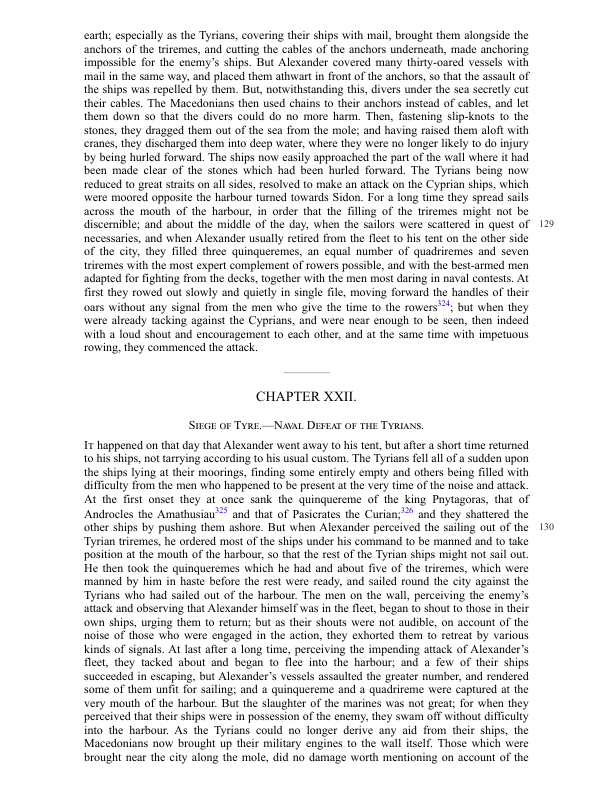 earth; especially as the Tyrians, covering their ships with mail, brought them alongside the
anchors of the triremes, and cutting the cables of the anchors underneath, made anchoring
impossible for the enemy's ships. But Alexander covered many thirty-oared vessels with
mail in the same way, and placed them athwart in front of the anchors, so that the assault of
the ships was repelled by them. But, notwithstanding this, divers under the sea secretly cut
their cables. The Macedonians then used chains to their anchors instead of cables, and let
them down so that the divers could do no more harm. Then, fastening slip-knots to the
stones, they dragged them out of the sea from the mole; and having raised them aloft with
cranes, they discharged them into deep water, where they were no longer likely to do injury
by being hurled forward. The ships now easily approached the part of the wall where it had
been made clear of the stones which had been hurled forward. The Tyrians being now
reduced to great straits on all sides, resolved to make an attack on the Cyprian ships, which
were moored opposite the harbour turned towards Sidon. For a long time they spread sails
across the mouth of the harbour, in order that the filling of the triremes might not be
discernible; and about the middle of the day, when the sailors were scattered in quest of 129
necessaries, and when Alexander usually retired from the fleet to his tent on the other side
of the city, they filled three quinqueremes, an equal number of quadriremes and seven
triremes with the most expert complement of rowers possible, and with the best-armed men
adapted for fighting from the decks, together with the men most daring in naval contests. At
first they rowed out slowly and quietly in single file, moving forward the handles of their
oars without any signal from the men who give the time to the rowers324; but when they
were already tacking against the Cyprians, and were near enough to be seen, then indeed
with a loud shout and encouragement to each other, and at the same time with impetuous
rowing, they commenced the attack.
CHAPTER XXII.
Siege of Tyre.—Naval Defeat of the Tyrians.
It happened on that day that Alexander went away to his tent, but after a short time returned
to his ships, not tarrying according to his usual custom. The Tyrians fell all of a sudden upon
the ships lying at their moorings, finding some entirely empty and others being filled with
difficulty from the men who happened to be present at the very time of the noise and attack.
At the first onset they at once sank the quinquereme of the king Pnytagoras, that of
Androcles the Amathusiau325 and that of Pasicrates the Curian;326 and they shattered the
other ships by pushing them ashore. But when Alexander perceived the sailing out of the 130
Tyrian triremes, he ordered most of the ships under his command to be manned and to take
position at the mouth of the harbour, so that the rest of the Tyrian ships might not sail out.
He then took the quinqueremes which he had and about five of the triremes, which were
manned by him in haste before the rest were ready, and sailed round the city against the
Tyrians who had sailed out of the harbour. The men on the wall, perceiving the enemy's
attack and observing that Alexander himself was in the fleet, began to shout to those in their
own ships, urging them to return; but as their shouts were not audible, on account of the
noise of those who were engaged in the action, they exhorted them to retreat by various
kinds of signals. At last after a long time, perceiving the impending attack of Alexander's
fleet, they tacked about and began to flee into the harbour; and a few of their ships
succeeded in escaping, but Alexander's vessels assaulted the greater number, and rendered
some of them unfit for sailing; and a quinquereme and a quadrireme were captured at the
very mouth of the harbour. But the slaughter of the marines was not great; for when they
perceived that their ships were in possession of the enemy, they swam off without difficulty
into the harbour. As the Tyrians could no longer derive any aid from their ships, the
Macedonians now brought up their military engines to the wall itself. Those which were
brought near the city along the mole, did no damage worth mentioning on account of the